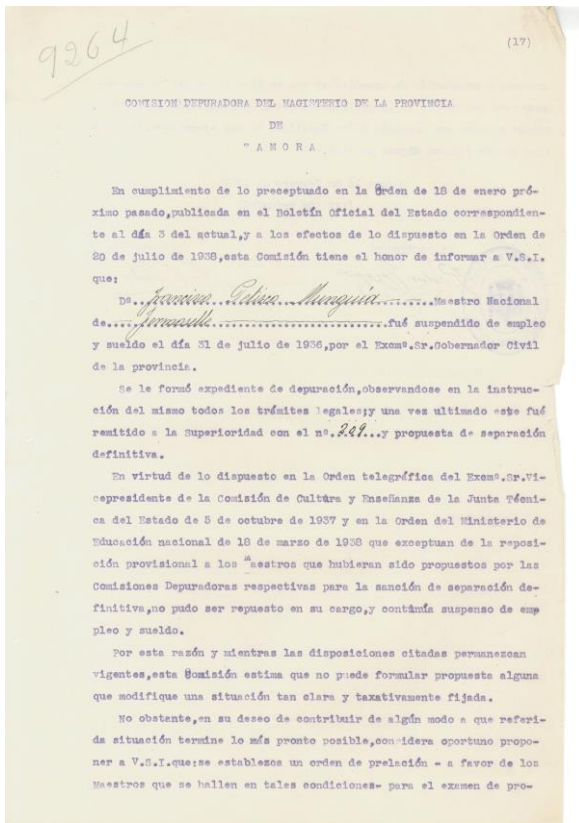 9264
(17)
COMISION DEPURADORA DEL MAGISTERIO DE LA PROVINCIA
DE
AMORA
En cumplimiento de lo preceptuado en la Orden de 18 de enero pró-
ximo pasado,publicada en el Boletín Oficial del Estado correspondien-
te al día 3 del actual,y a los efectos de lo dispuesto en la Orden de
20 de julio de 1938,esta Comisión tiene el honor de informar a V.S.I.
que:
Dº... Francisco Munguía ... Maestro Nacional
de.... ....fué suspendido de empleo
y sueldo el día 31 de julio de 1936,por el Excmº.Sr.Gobernador Civil
de la provincia.
Se le formó expediente de depuración,observandose en la instruc-
ción del mismo todos los trámites legales;y una vez ultimado este fué
remitido a la Superioridad con el nº.229...y propuesta de separación
definitiva.
En virtud de lo dispuesto en la Orden telegráfica del Excmº.Sr.Vi-
cepresidente de la Comisión de Cultura y Enseñanza de la Junta Técni-
ca del Estado de 5 de octubre de 1937 y en la Orden del Ministerio de
Educación nacional de 18 de marzo de 1938 que exceptuan de la reposi-
ción provisional a los Maestros que hubieran sido propuestos por las
Comisiones Depuradoras respectivas para la sanción de separación de-
finitiva,no pudo ser repuesto en su cargo,y continúa suspenso de emp
pleo y sueldo.
Por esta razón y mientras las disposiciones citadas permanezcan
vigentes,esta Comisión estima que no puede formular propuesta alguna
que modifique una situación tan clara y taxativamente fijada.
No obstante,en su deseo de contribuir de algún modo a que referi-
da situación termine lo más pronto posible,considera oportuno propo-
ner a V.S.I.que:se establezca un orden de prelación - a favor de los
Maestros que se hallen en tales condiciones- para el examen de pro-